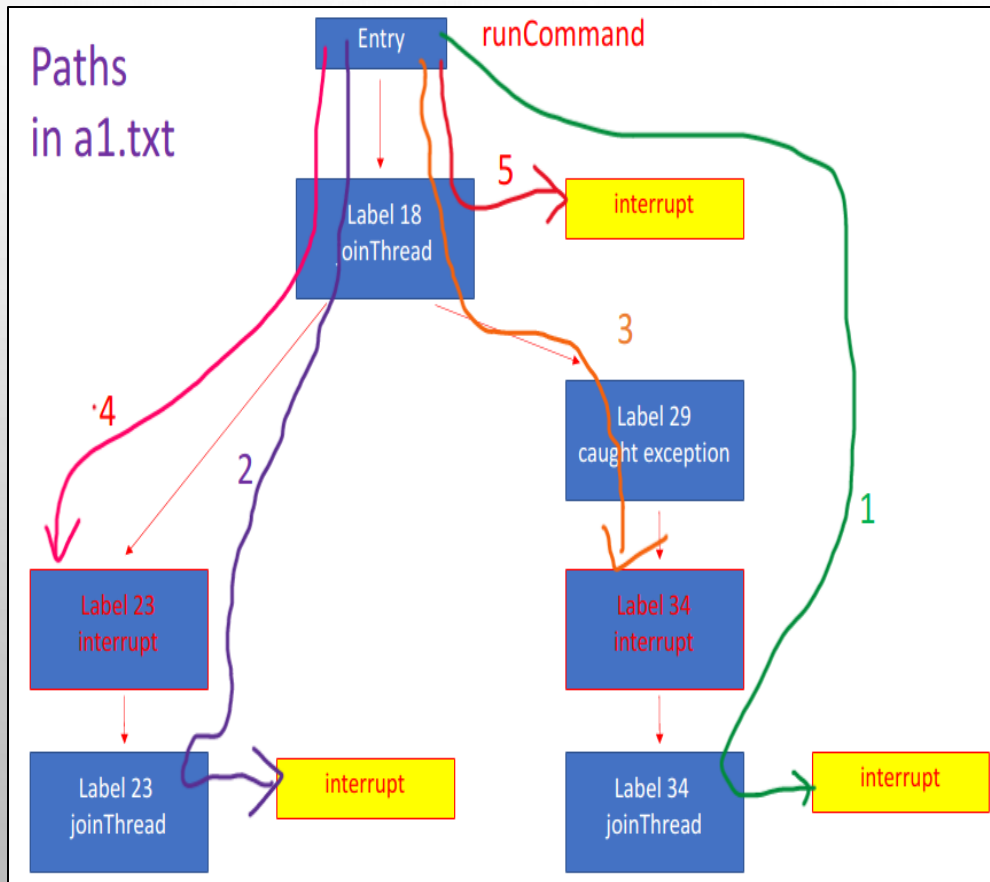 Paths
in a1.txt
Entry
runCommand
Label 18
joinThread
5
interrupt
3
·4
2
Label 29
caught exception
1
Label 23
interrupt
Label 34
interrupt
Label 23
joinThread
interrupt
Label 34
joinThread
interrupt